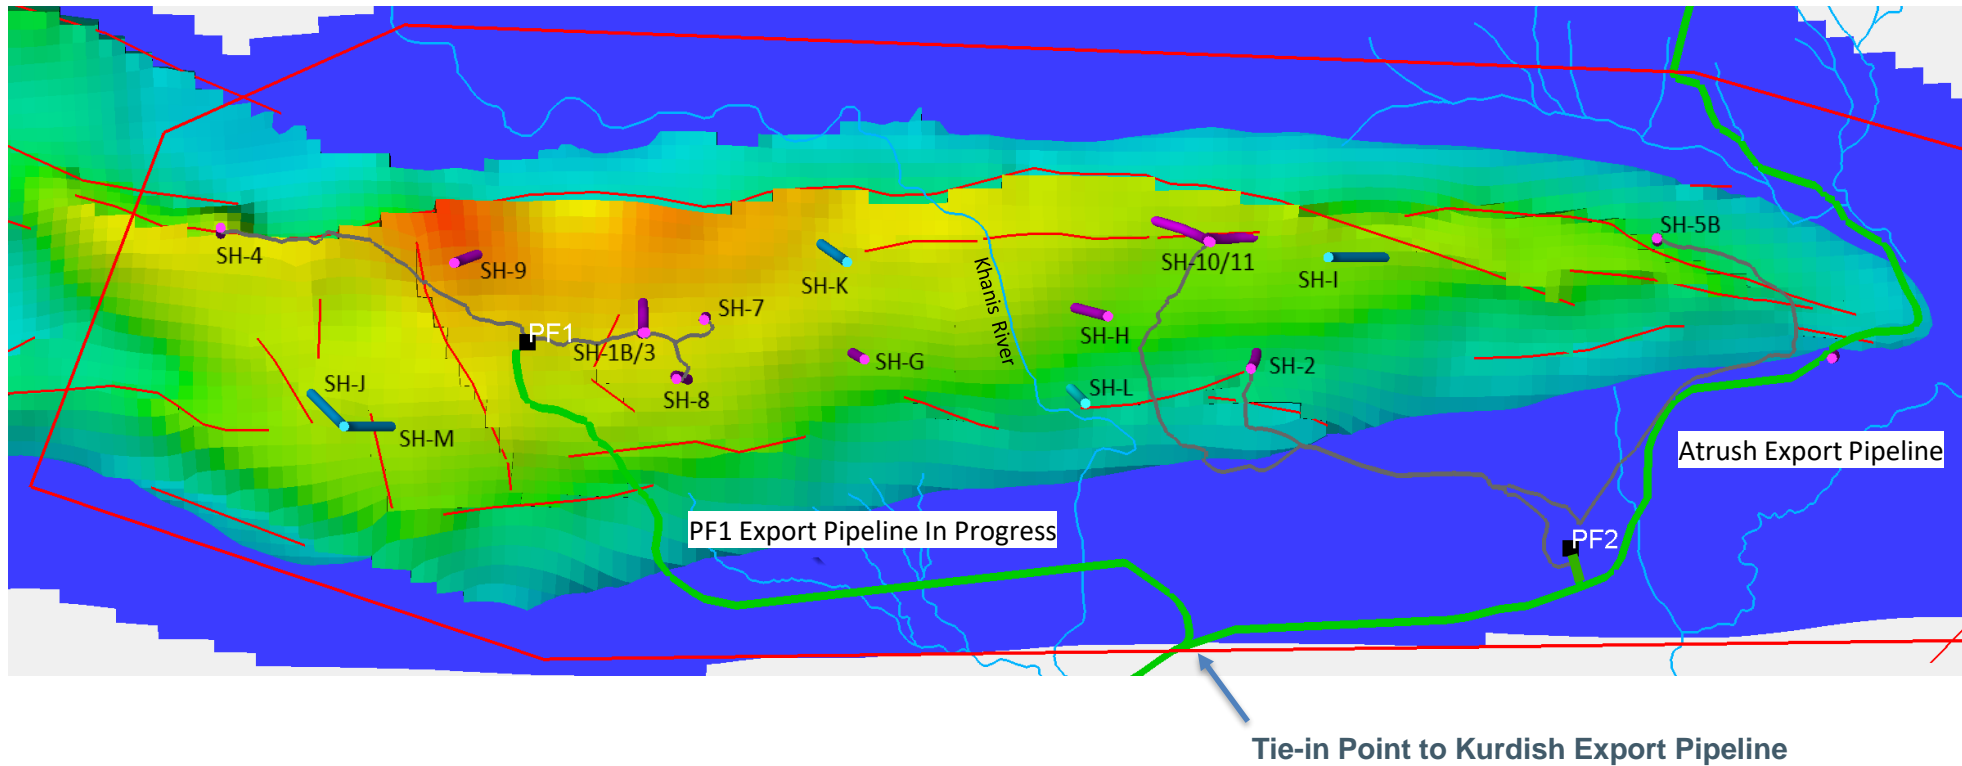 SH-4
SH-9
SH-K
Khanis River
SH-10/11
SH-I
SH-5B
PF1
SH-7
SH-1B/3
SH-H
SH-G
SH-2
SH-J
SH-8
SH-L
SH-M
Atrush Export Pipeline
PF1 Export Pipeline In Progress
PF2
Tie-in Point to Kurdish Export Pipeline